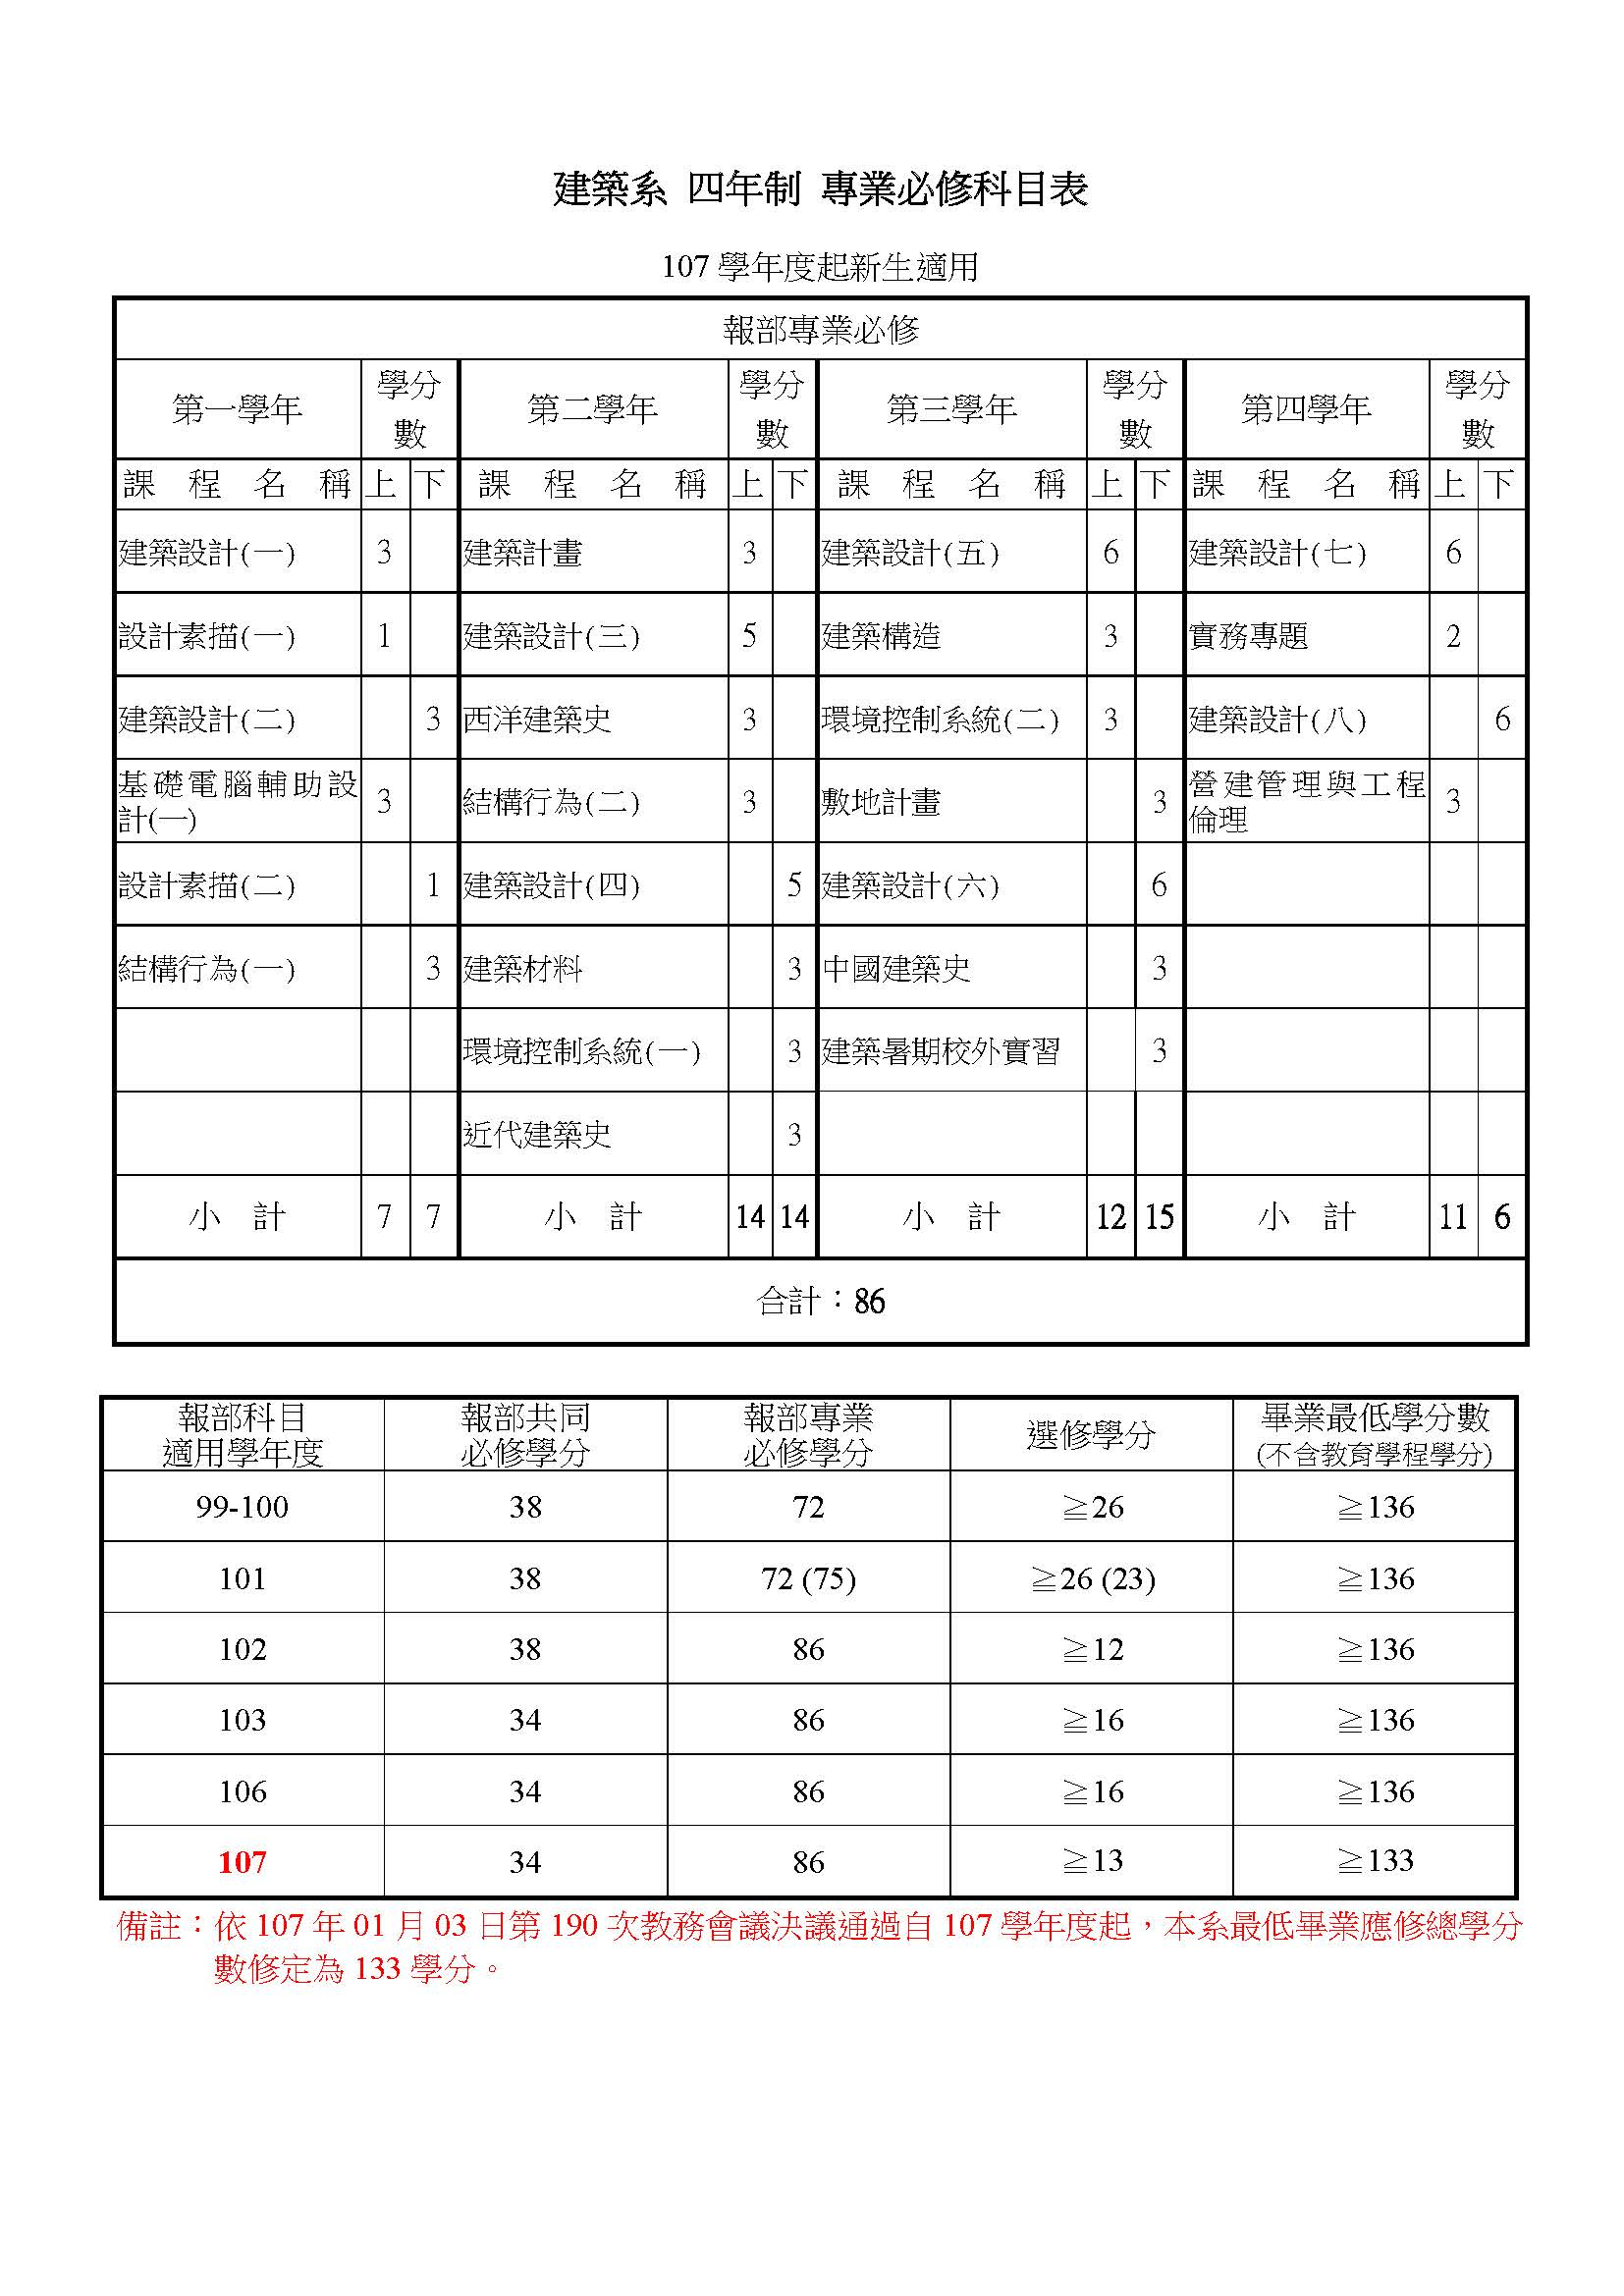 建築系 四年制 專業必修科目表
107 學年度起新生適用
報部專業必修
第一學年 學分數 第二學年 學分數 第三學年 學分數 第四學年 學分數
課程名稱 上 下 課程名稱 上 下 課程名稱 上 下 課程名稱 上 下
建築設計(一) 3 建築計畫 3 建築設計(五) 6 建築設計(七) 6
設計素描(一) 1 建築設計(三) 5 建築構造 3 實務專題 2
建築設計(二) 3 西洋建築史 3 環境控制系統(二) 3 建築設計(八) 6
基礎電腦輔助設計(一) 3 結構行為(二) 3 敷地計畫 3 營建管理與工程倫理 3
設計素描(二) 1 建築設計(四) 5 建築設計(六) 6
結構行為(一) 3 建築材料 3 中國建築史 3
環境控制系統(一) 3 建築暑期校外實習 3
近代建築史 3
小 計 7 7 小 計 14 14 小 計 12 15 小 計 11 6
合計：86
報部科目適用學年度 報部共同必修學分 報部專業必修學分 選修學分 畢業最低學分數(不含教育學程學分)
99-100 38 72 ≧26 ≧136
101 38 72 (75) ≧26 (23) ≧136
102 38 86 ≧12 ≧136
103 34 86 ≧16 ≧136
106 34 86 ≧16 ≧136
107 34 86 ≧13 ≧133
備註：依 107 年 01 月 03 日第 190 次教務會議決議通過自 107 學年度起，本系最低畢業應修總學分
數修定為 133 學分。